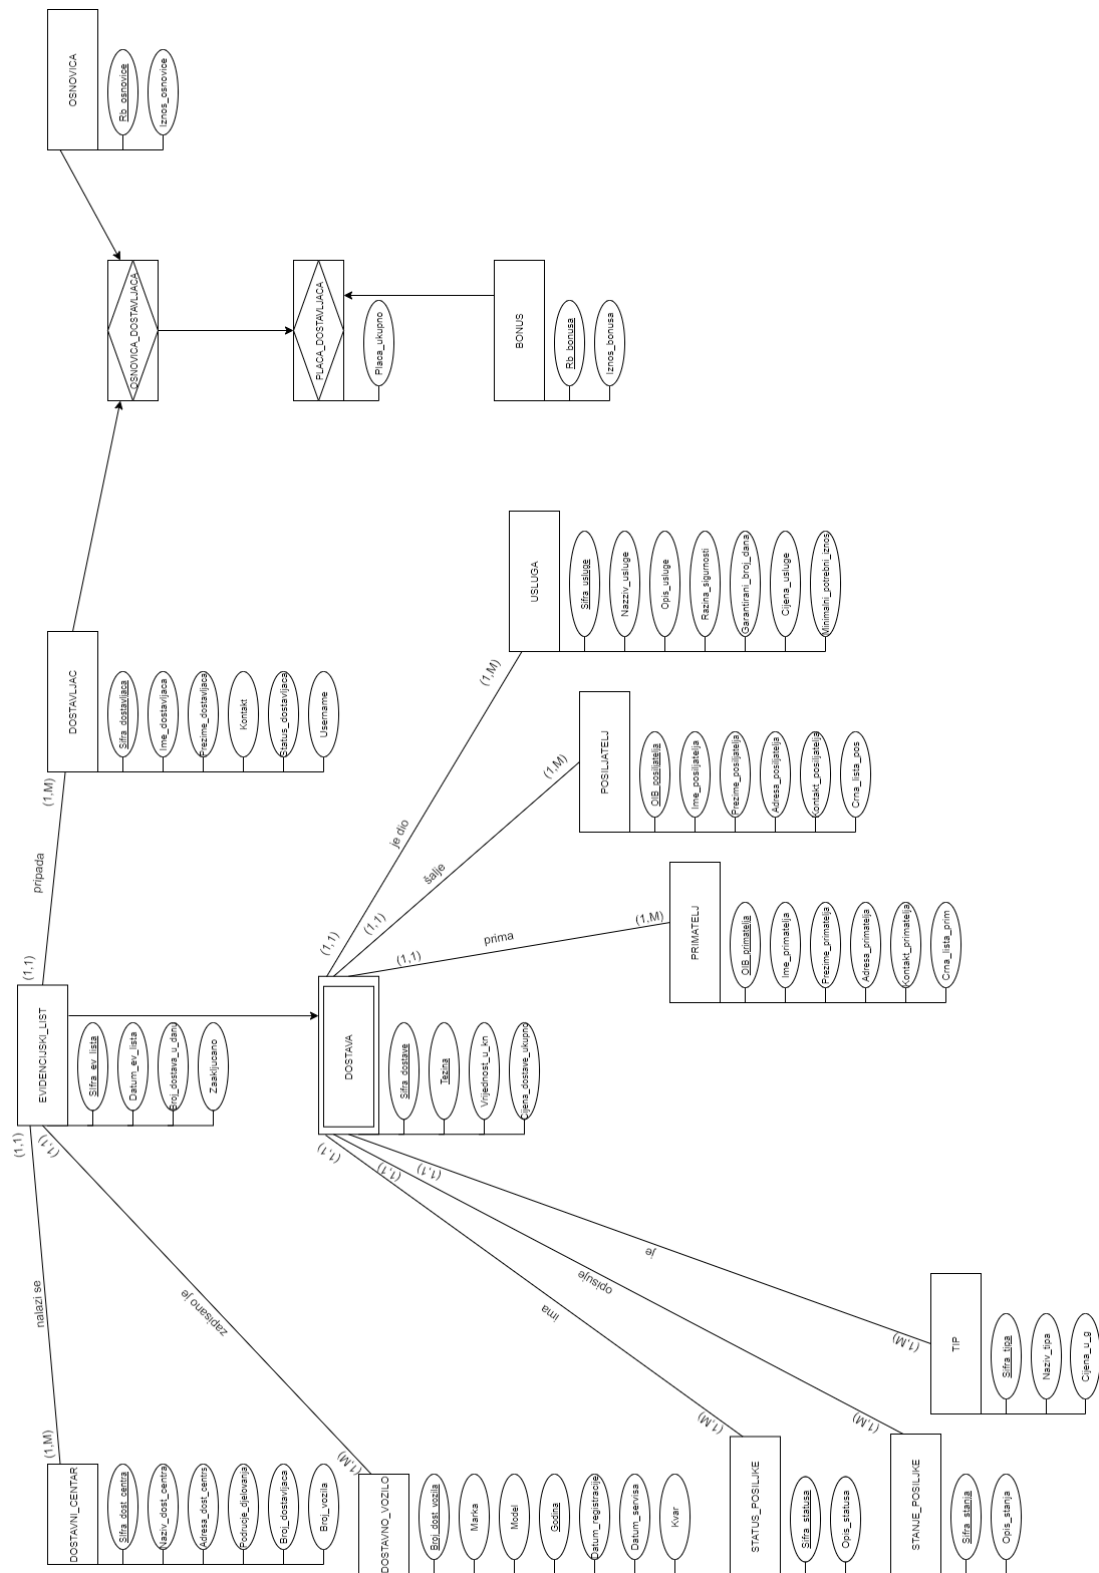 OSNOVICA
Rb_osnovice
Iznos_osnovice
OSNOVICA_DOSTAVLJACA
PLACA_DOSTAVLJACA
Placa_ukupno
BONUS
Rb_bonusa
Iznos_bonusa
DOSTAVLJAC
Sifra_dostavljaca
Ime_dostavljaca
Prezime_dostavljaca
Kontakt
Status_dostavljaca
Username
USLUGA
Sifra_usluge
Nazziv_usluge
Opis_usluge
Razina_sigurnosti
Garantirani_broj_dana
Cijena_usluge
Minimalni_potrebni_iznos
POSILJATELJ
OIB_posiljatelja
Ime_posiljatelja
Prezime_posiljatelja
Adresa_posiljatelja
Kontakt_posiljatelja
Crna_lista_pos
PRIMATELJ
OIB_primatelja
Ime_primatelja
Prezime_primatelja
Adresa_primatelja
Kontakt_primatelja
Crna_lista_prim
(1,M)
pripada
(1,1)
(1,M)
je dio
(1,1)
(1,M)
šalje
(1,1)
(1,M)
prima
(1,1)
EVIDENCIJSKI_LIST
Sifra_ev_lista
Datum_ev_lista
Broj_dostava_u_danu
Zaakljucano
DOSTAVA
Sifra_dostave
Tezina
Vrijednost_u_kn
Cijena_dostave_ukupno
(1,1)
nalazi se
(1,M)
(1,1)
zapisano je
(1,M)
(1,1)
ima
(1,M)
(1,1)
opisuje
(1,M)
(1,1)
je
(1,M)
DOSTAVNI_CENTAR
Sifra_dost_centra
Naziv_dost_centra
Adresa_dost_centrs
Podrucje_djelovanja
Broj_dostavljaca
Broj_vozila
DOSTAVNO_VOZILO
Broj_dost_vozila
Marka
Model
Godina
Datum_registracije
Datum_servisa
Kvar
STATUS_POSILJKE
Sifra_statusa
Opis_statusa
STANJE_POSILJKE
Sifra_stanja
Opis_stanja
TIP
Sifra_tipa
Naziv_tipa
Cijena_u_g